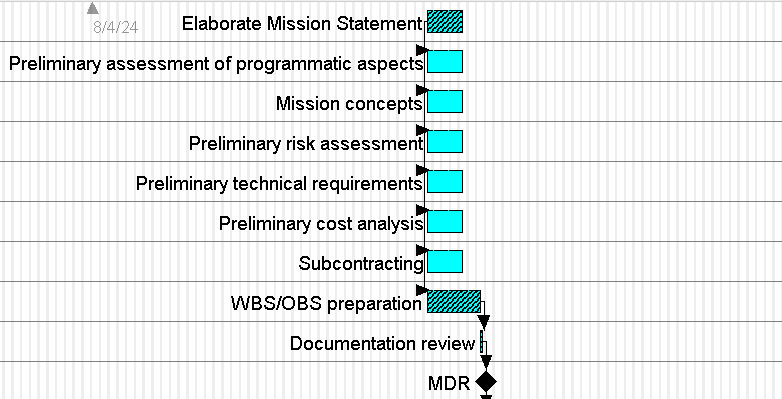 Elaborate Mission Statement
8/4/24
Preliminary assessment of programmatic aspects
Mission concepts
Preliminary risk assessment
Preliminary technical requirements
Preliminary cost analysis
Subcontracting
WBS/OBS preparation
Documentation review
MDR